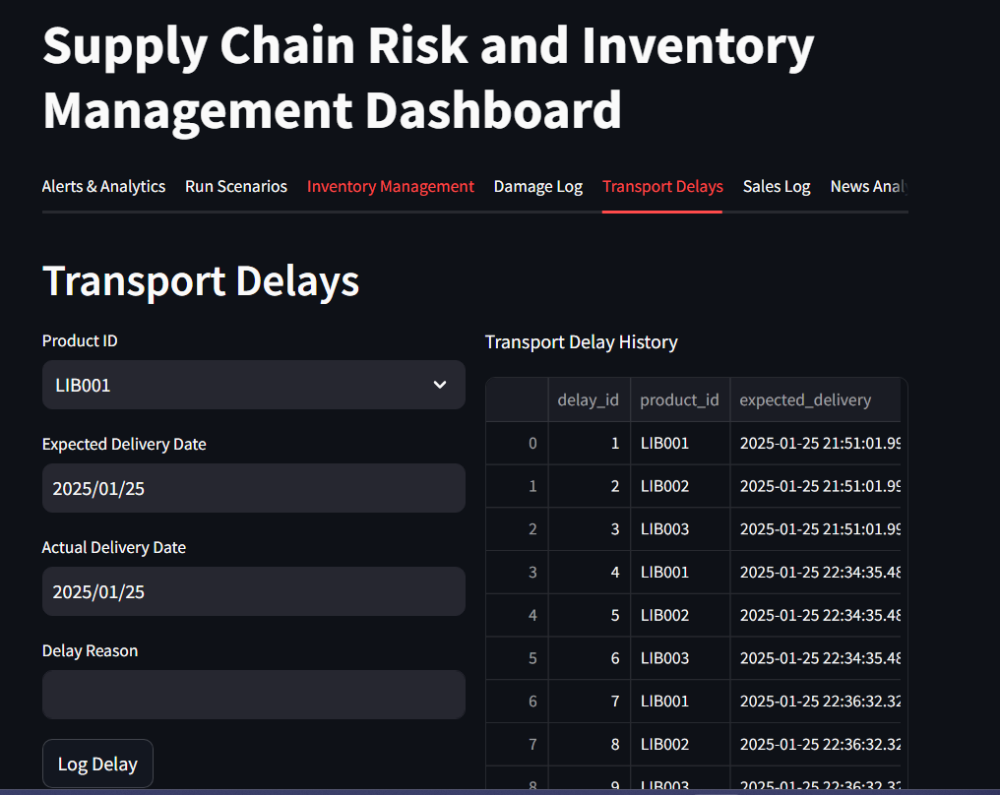 Supply Chain Risk and Inventory
Management Dashboard
Alerts & Analytics Run Scenarios Inventory Management Damage Log Transport Delays Sales Log News Anal
Transport Delays
Product ID
LIB001
Expected Delivery Date
2025/01/25
Actual Delivery Date
2025/01/25
Delay Reason
Log Delay
Transport Delay History
delay_id product_id expected_delivery
0 1 LIB001 2025-01-25 21:51:01.99
1 2 LIB002 2025-01-25 21:51:01.99
2 3 LIB003 2025-01-25 21:51:01.99
3 4 LIB001 2025-01-25 22:34:35.48
4 5 LIB002 2025-01-25 22:34:35.48
5 6 LIB003 2025-01-25 22:34:35.48
6 7 LIB001 2025-01-25 22:36:32.32
7 8 LIB002 2025-01-25 22:36:32.32
8 9 LIB003 2025-01-25 22:36:32.32